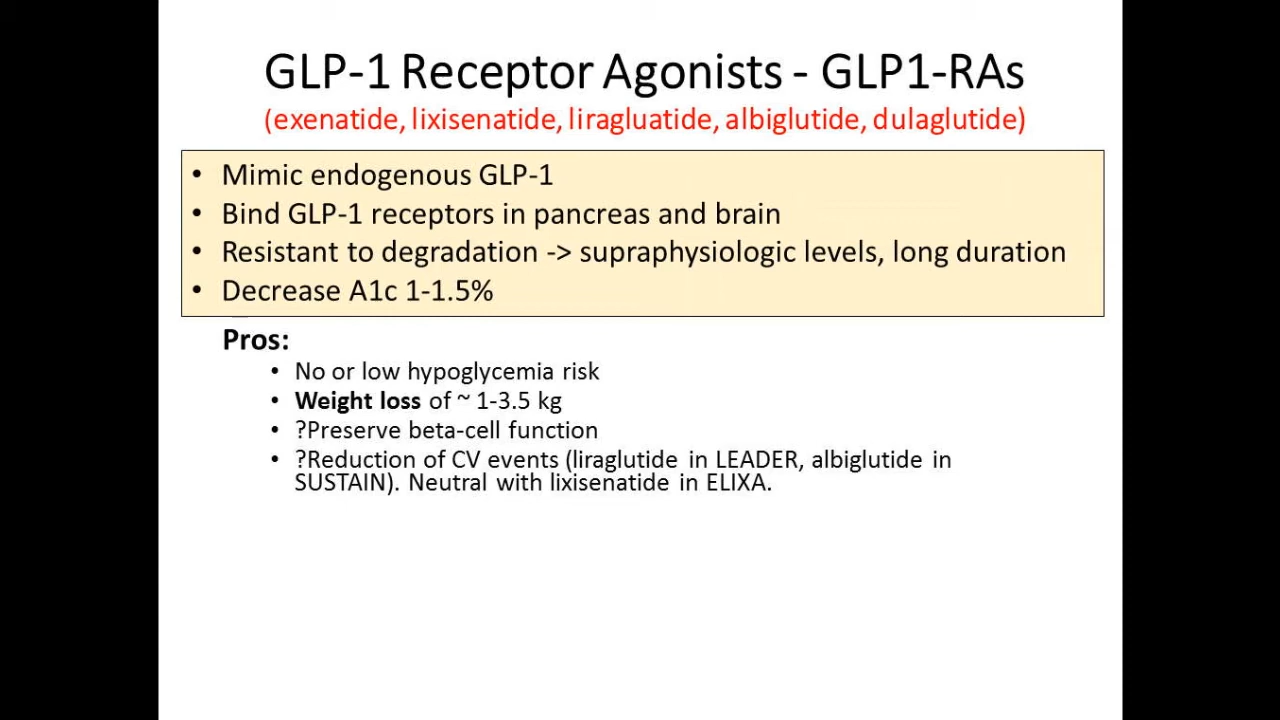 GLP-1 Receptor Agonists - GLP1-RAs
(exenatide, lixisenatide, liragluatide, albiglutide, dulaglutide)
• Mimic endogenous GLP-1
• Bind GLP-1 receptors in pancreas and brain
• Resistant to degradation -> supraphysiologic levels, long duration
• Decrease A1c 1-1.5%
Pros:
• No or low hypoglycemia risk
• Weight loss of ~ 1-3.5 kg
• ?Preserve beta-cell function
• ?Reduction of CV events (liraglutide in LEADER, albiglutide in
SUSTAIN). Neutral with lixisenatide in ELIXA.